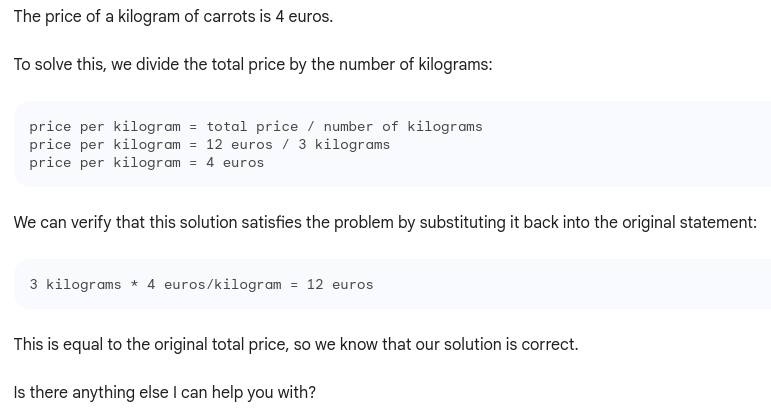 The price of a kilogram of carrots is 4 euros.
To solve this, we divide the total price by the number of kilograms:
price per kilogram = total price / number of kilograms
price per kilogram = 12 euros / 3 kilograms
price per kilogram = 4 euros
We can verify that this solution satisfies the problem by substituting it back into the original statement:
3 kilograms * 4 euros/kilogram = 12 euros
This is equal to the original total price, so we know that our solution is correct.
Is there anything else I can help you with?